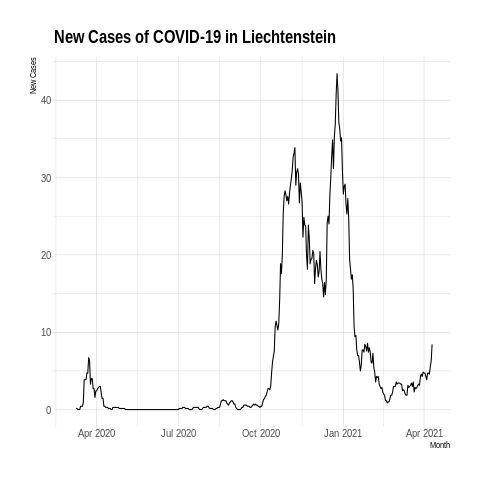 New Cases of COVID-19 in Liechtenstein
New Cases
40
30
20
10
0
Apr 2020 Jul 2020 Oct 2020 Jan 2021 Apr 2021
Month